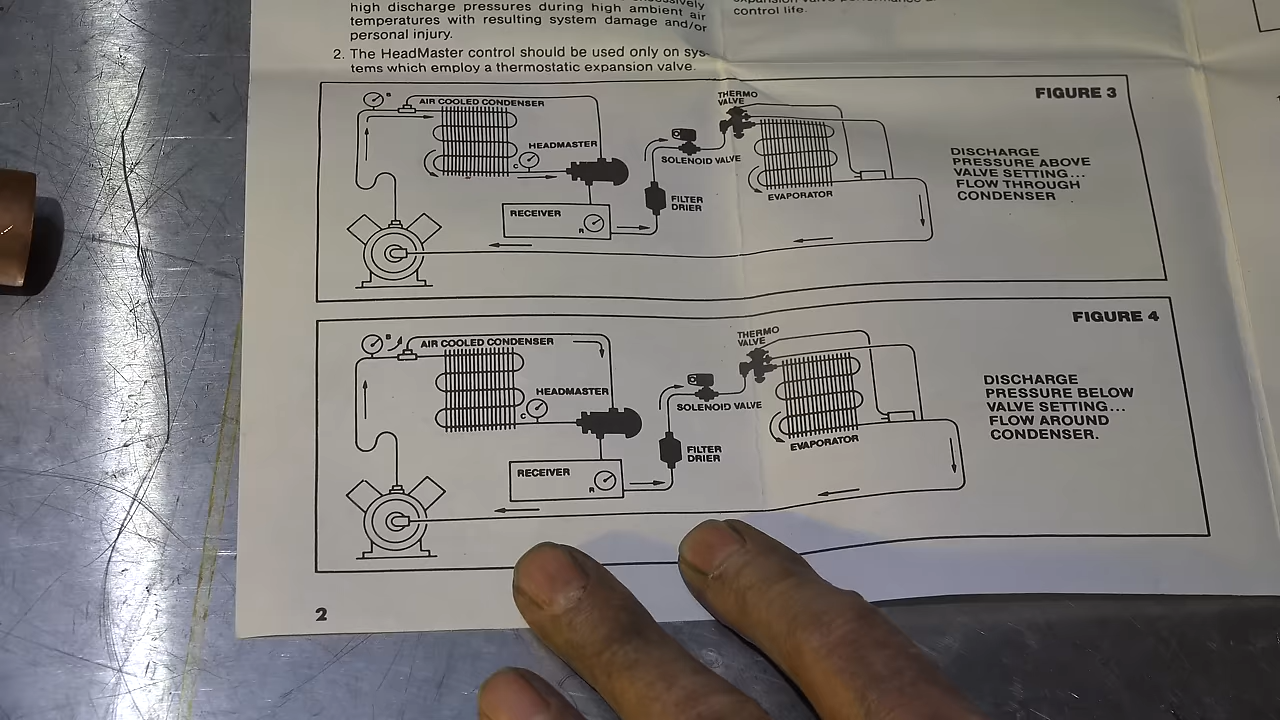 high discharge pressures during high ambient air
temperatures with resulting system damage and/or
personal injury.
2. The HeadMaster control should be used only on sys-
tems which employ a thermostatic expansion valve.
control life.
FIGURE 3
B
AIR COOLED CONDENSER
THERMO
VALVE
HEADMASTER
C
SOLENOID VALVE
RECEIVER
R
FILTER
DRIER
EVAPORATOR
DISCHARGE
PRESSURE ABOVE
VALVE SETTING...
FLOW THROUGH
CONDENSER
FIGURE 4
B
AIR COOLED CONDENSER
THERMO
VALVE
HEADMASTER
C
SOLENOID VALVE
RECEIVER
R
FILTER
DRIER
EVAPORATOR
DISCHARGE
PRESSURE BELOW
VALVE SETTING...
FLOW AROUND
CONDENSER.
2